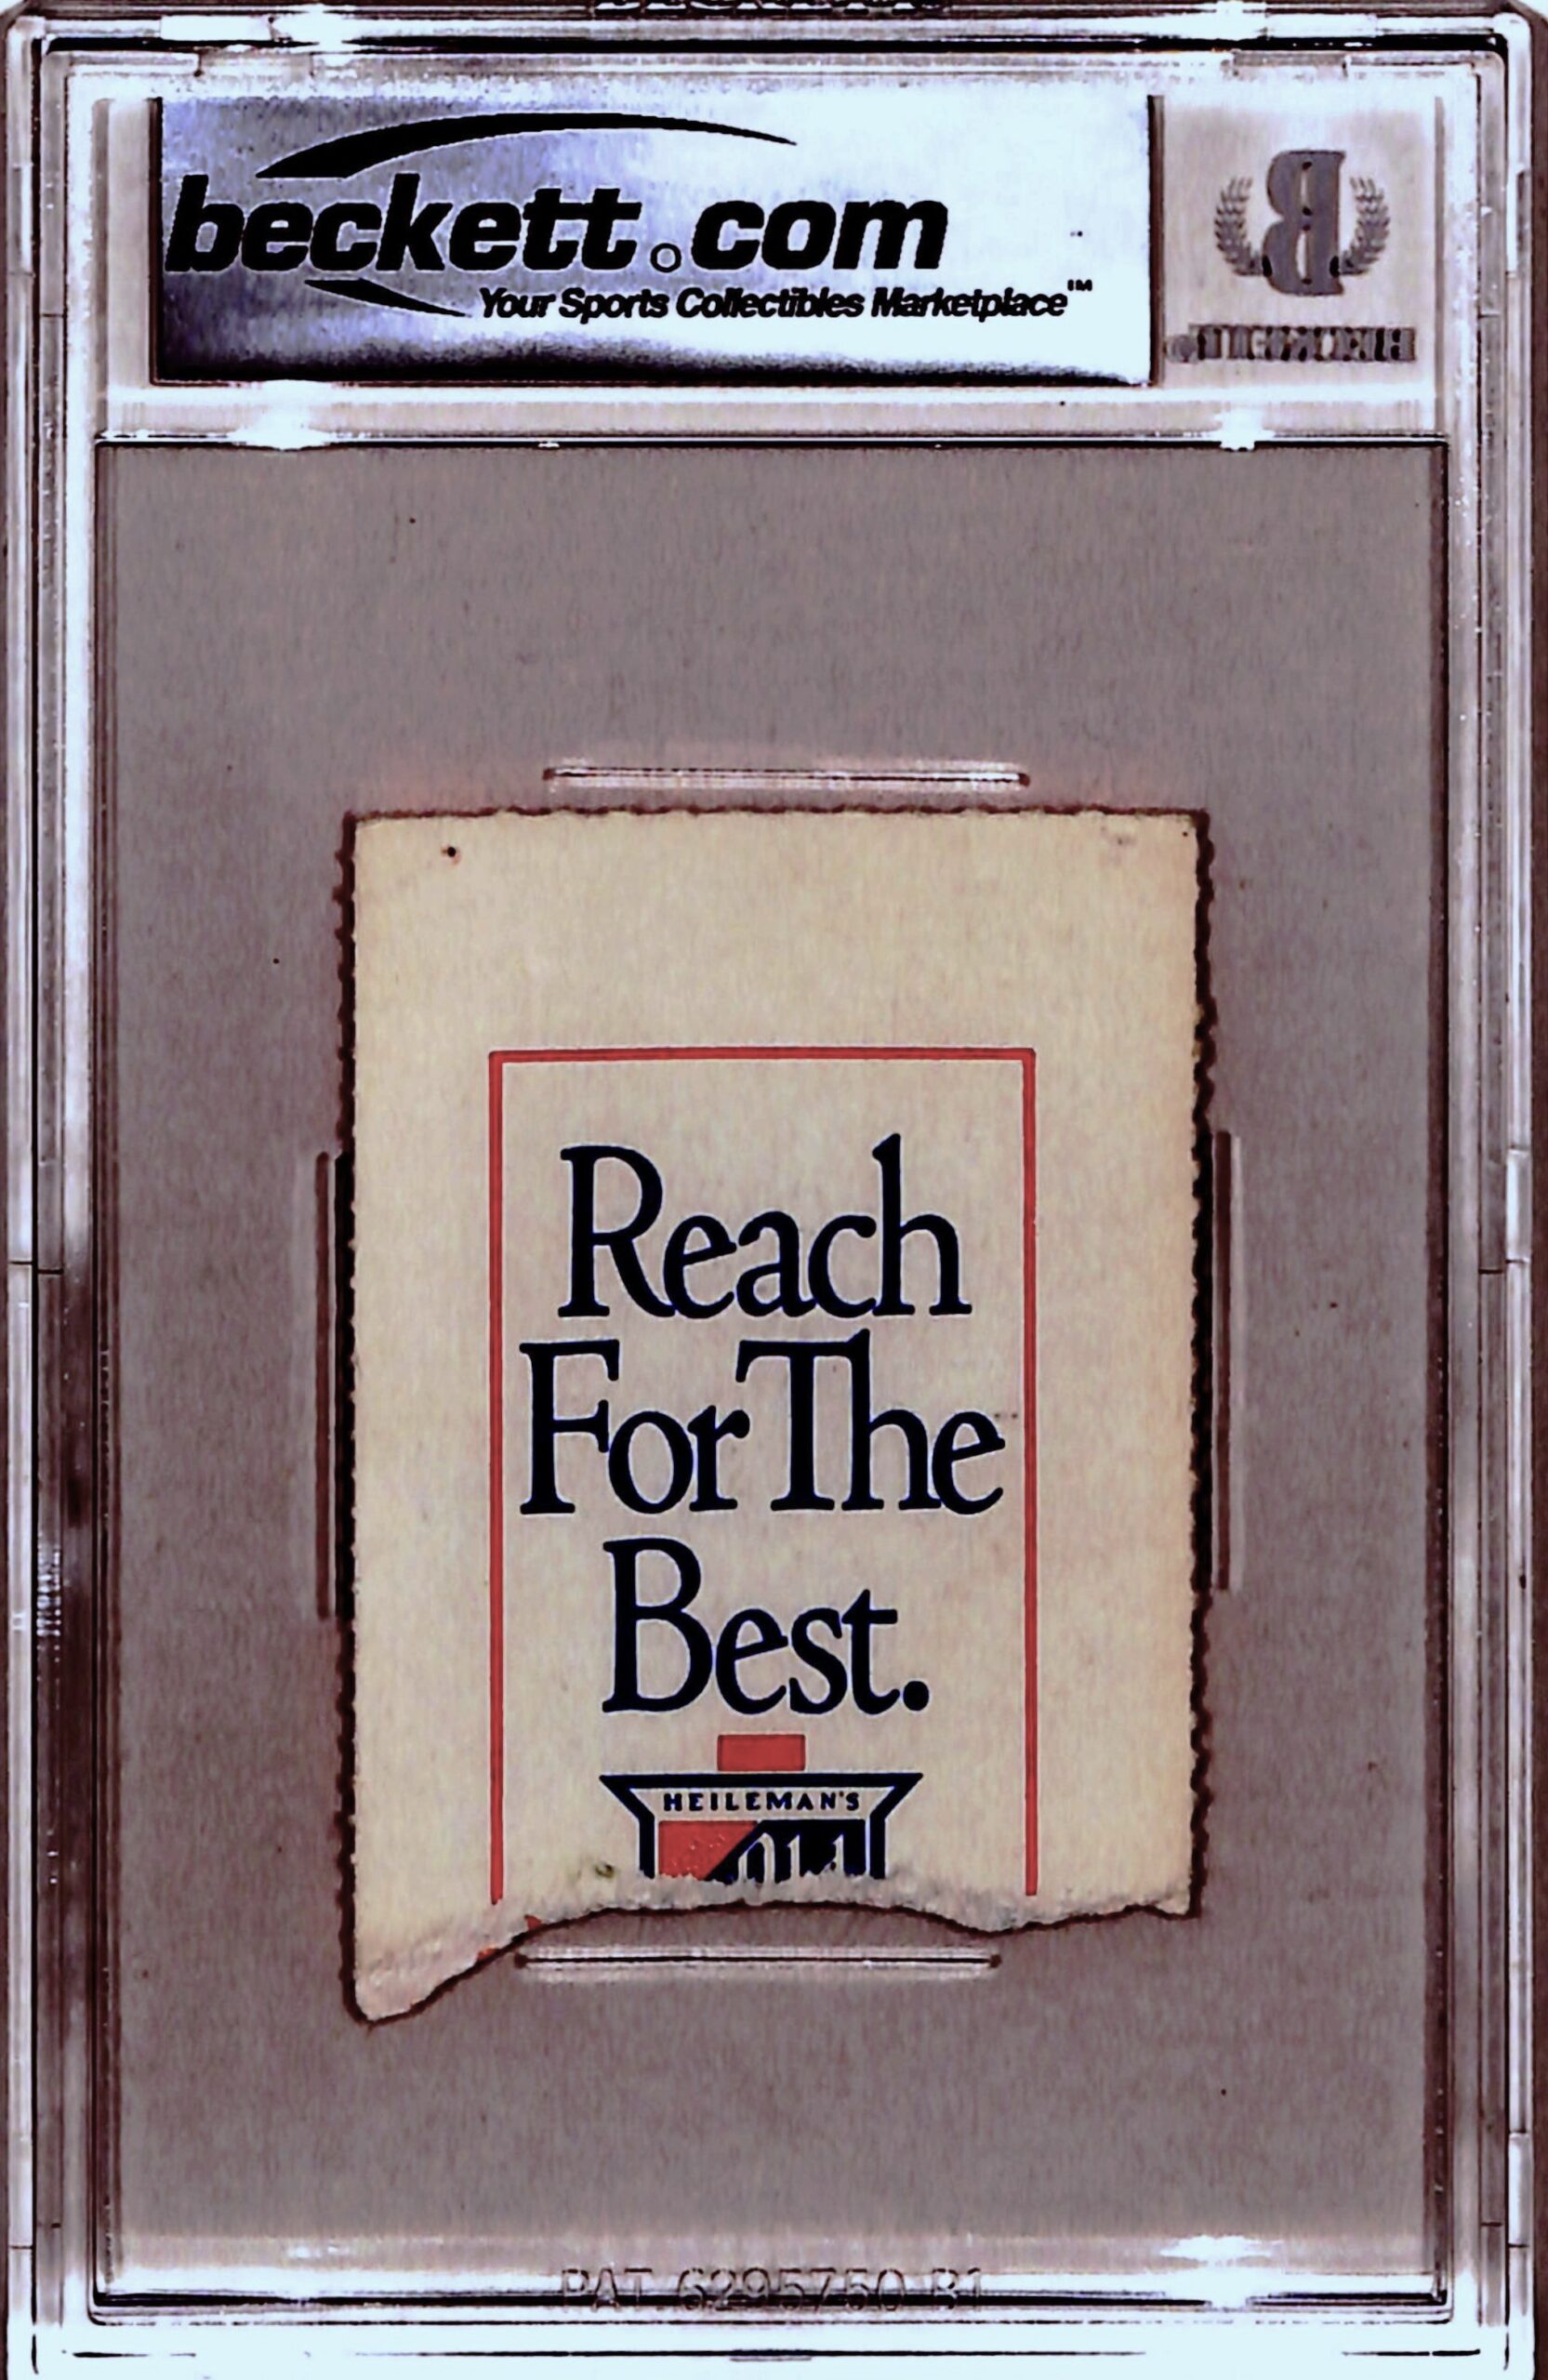 beckett.com
Your Sports Collectibles Marketplace™
B
BECKETT
Reach
For The
Best.
HEILEMAN'S
PAT. 6295750 B1